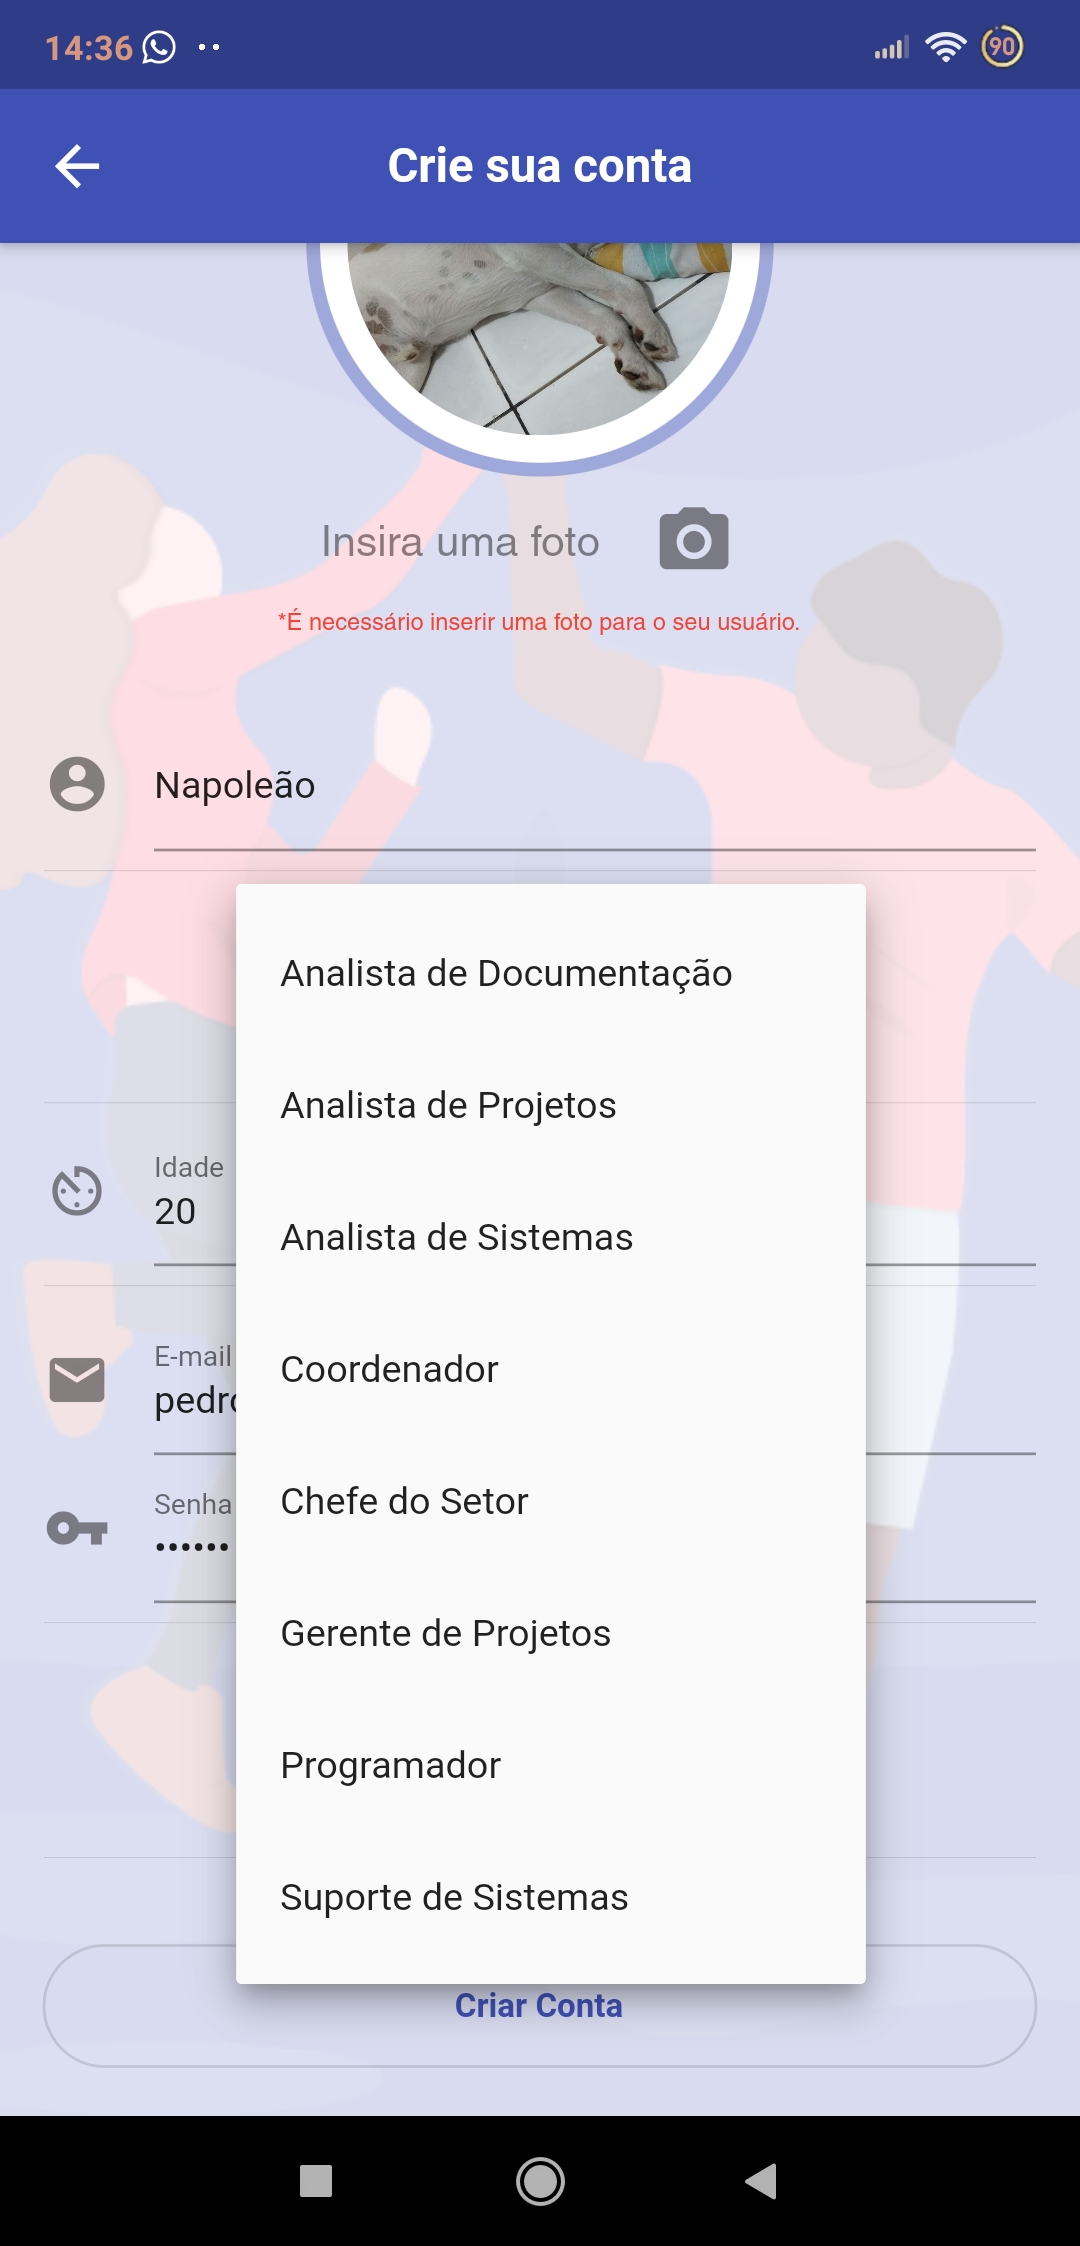 14:36
90
Crie sua conta
Insira uma foto
*É necessário inserir uma foto para o seu usuário.
Napoleão
Analista de Documentação
Analista de Projetos
Analista de Sistemas
Coordenador
Chefe do Setor
Gerente de Projetos
Programador
Suporte de Sistemas
Idade
20
E-mail
Senha
••••••
Criar Conta